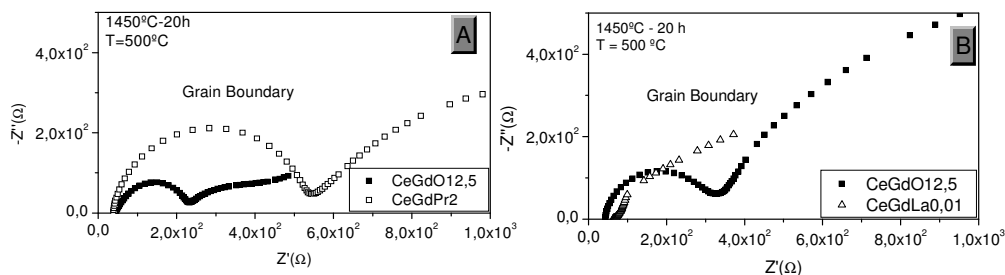 1450ºC-20h
T=500ºC
A
Grain Boundary
-Z''(Ω)
4,0x10²
2,0x10²
0,0
CeGdO12,5
CeGdPr2
0,0 2,0x10² 4,0x10² 6,0x10² 8,0x10² 1,0x10³
Z'(Ω)
1450ºC - 20 h
T = 500 ºC
B
Grain Boundary
-Z''(Ω)
4,0x10²
2,0x10²
0,0
CeGdO12,5
CeGdLa0,01
0,0 2,0x10² 4,0x10² 6,0x10² 8,0x10² 1,0x10³
Z'(Ω)